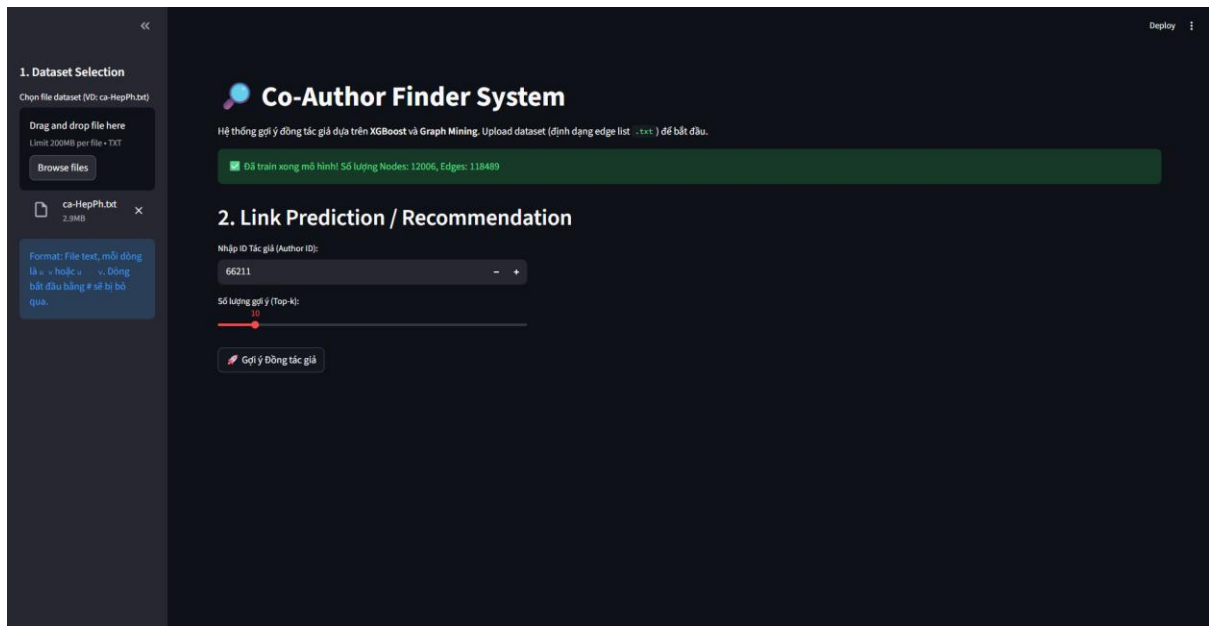 Deploy
1. Dataset Selection
Chọn file dataset (VD: ca-HepPh.txt)
Drag and drop file here
Limit 200MB per file • TXT
Browse files
ca-HepPh.txt
2.9MB
Format: File text, mỗi dòng
là u v hoặc u v. Dòng
bắt đầu bằng # sẽ bị bỏ
qua.
Co-Author Finder System
Hệ thống gợi ý đồng tác giả dựa trên XGBoost và Graph Mining. Upload dataset (định dạng edge list .txt ) để bắt đầu.
Đã train xong mô hình! Số lượng Nodes: 12006, Edges: 118489
2. Link Prediction / Recommendation
Nhập ID Tác giả (Author ID):
66211
Số lượng gợi ý (Top-k):
10
Gợi ý Đồng tác giả